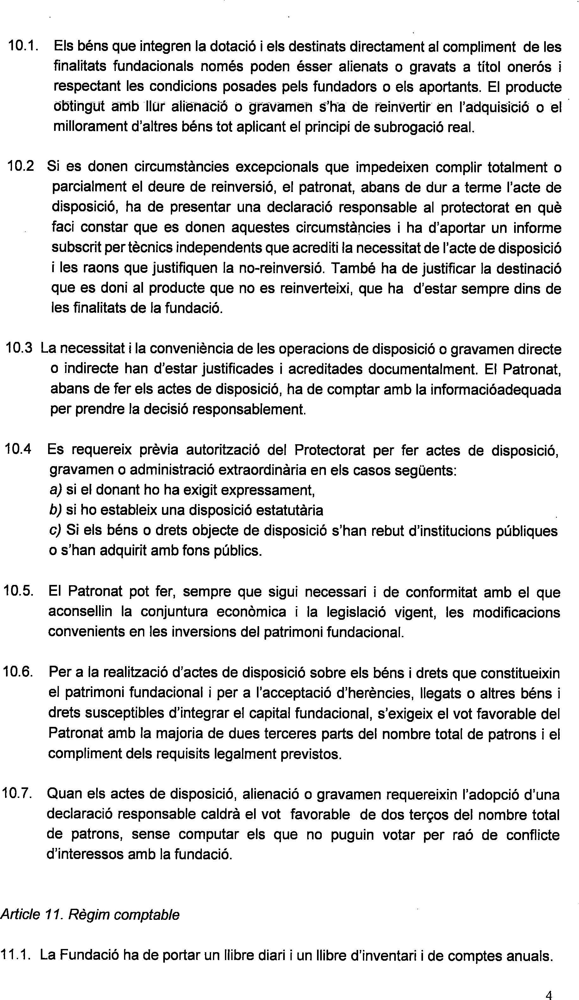 10.1. Els béns que integren la dotació i els destinats directament al compliment de les
finalitats fundacionals només poden ésser alienats o gravats a títol onerós i
respectant les condicions posades pels fundadors o els aportants. El producte
obtingut amb llur alienació o gravamen s'ha de reinvertir en l'adquisició o el
millorament d'altres béns tot aplicant el principi de subrogació real.
10.2 Si es donen circumstàncies excepcionals que impedeixen complir totalment o
parcialment el deure de reinversió, el patronat, abans de dur a terme l'acte de
disposició, ha de presentar una declaració responsable al protectorat en què
faci constar que es donen aquestes circumstàncies i ha d'aportar un informe
subscrit per tècnics independents que acrediti la necessitat de l'acte de disposició
i les raons que justifiquen la no-reinversió. També ha de justificar la destinació
que es doni al producte que no es reinverteixi, que ha d'estar sempre dins de
les finalitats de la fundació.
10.3 La necessitat i la conveniència de les operacions de disposició o gravamen directe
o indirecte han d'estar justificades i acreditades documentalment. El Patronat,
abans de fer els actes de disposició, ha de comptar amb la informacióadequada
per prendre la decisió responsablement.
10.4 Es requereix prèvia autorització del Protectorat per fer actes de disposició,
gravamen o administració extraordinària en els casos següents:
a) si el donant ho ha exigit expressament,
b) si ho estableix una disposició estatutària
c) Si els béns o drets objecte de disposició s'han rebut d'institucions públiques
o s'han adquirit amb fons públics.
10.5. El Patronat pot fer, sempre que sigui necessari i de conformitat amb el que
aconsellin la conjuntura econòmica i la legislació vigent, les modificacions
convenients en les inversions del patrimoni fundacional.
10.6. Per a la realització d'actes de disposició sobre els béns i drets que constitueixin
el patrimoni fundacional i per a l'acceptació d'herències, llegats o altres béns i
drets susceptibles d'integrar el capital fundacional, s'exigeix el vot favorable del
Patronat amb la majoria de dues terceres parts del nombre total de patrons i el
compliment dels requisits legalment previstos.
10.7. Quan els actes de disposició, alienació o gravamen requereixin l'adopció d'una
declaració responsable caldrà el vot favorable de dos terços del nombre total
de patrons, sense computar els que no puguin votar per raó de conflicte
d'interessos amb la fundació.
Article 11. Règim comptable
11.1. La Fundació ha de portar un llibre diari i un llibre d'inventari i de comptes anuals.
4